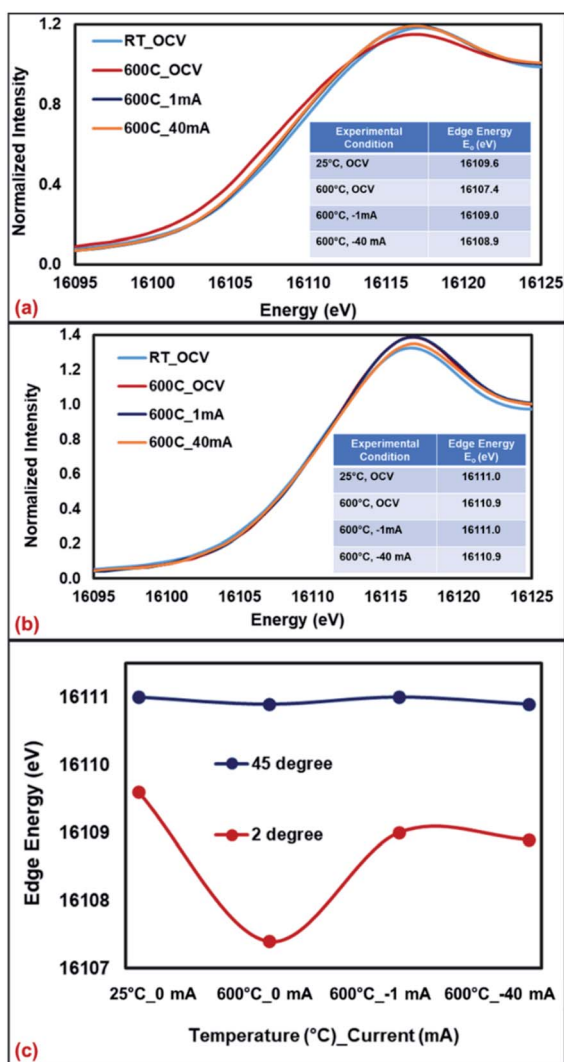 1.2
RT_OCV
600C_OCV
600C_1mA
600C_40mA
0.8
0.4
0.0
Normalized Intensity
Experimental Condition Edge Energy E₀ (eV)
25°C, OCV 16109.6
600°C, OCV 16107.4
600°C, -1mA 16109.0
600°C, -40 mA 16108.9
16095 16100 16105 16110 16115 16120 16125
Energy (eV)
(a)
1.4
RT_OCV
600C_OCV
600C_1mA
600C_40mA
1.2
1.0
0.8
0.6
0.4
0.2
0.0
Normalized Intensity
Experimental Condition Edge Energy E₀ (eV)
25°C, OCV 16111.0
600°C, OCV 16110.9
600°C, -1mA 16111.0
600°C, -40 mA 16110.9
16095 16100 16105 16110 16115 16120 16125
Energy (eV)
(b)
16111
16110
16109
16108
16107
Edge Energy (eV)
45 degree
2 degree
25°C_0 mA 600°C_0 mA 600°C_-1 mA 600°C_-40 mA
Temperature (°C)_Current (mA)
(c)